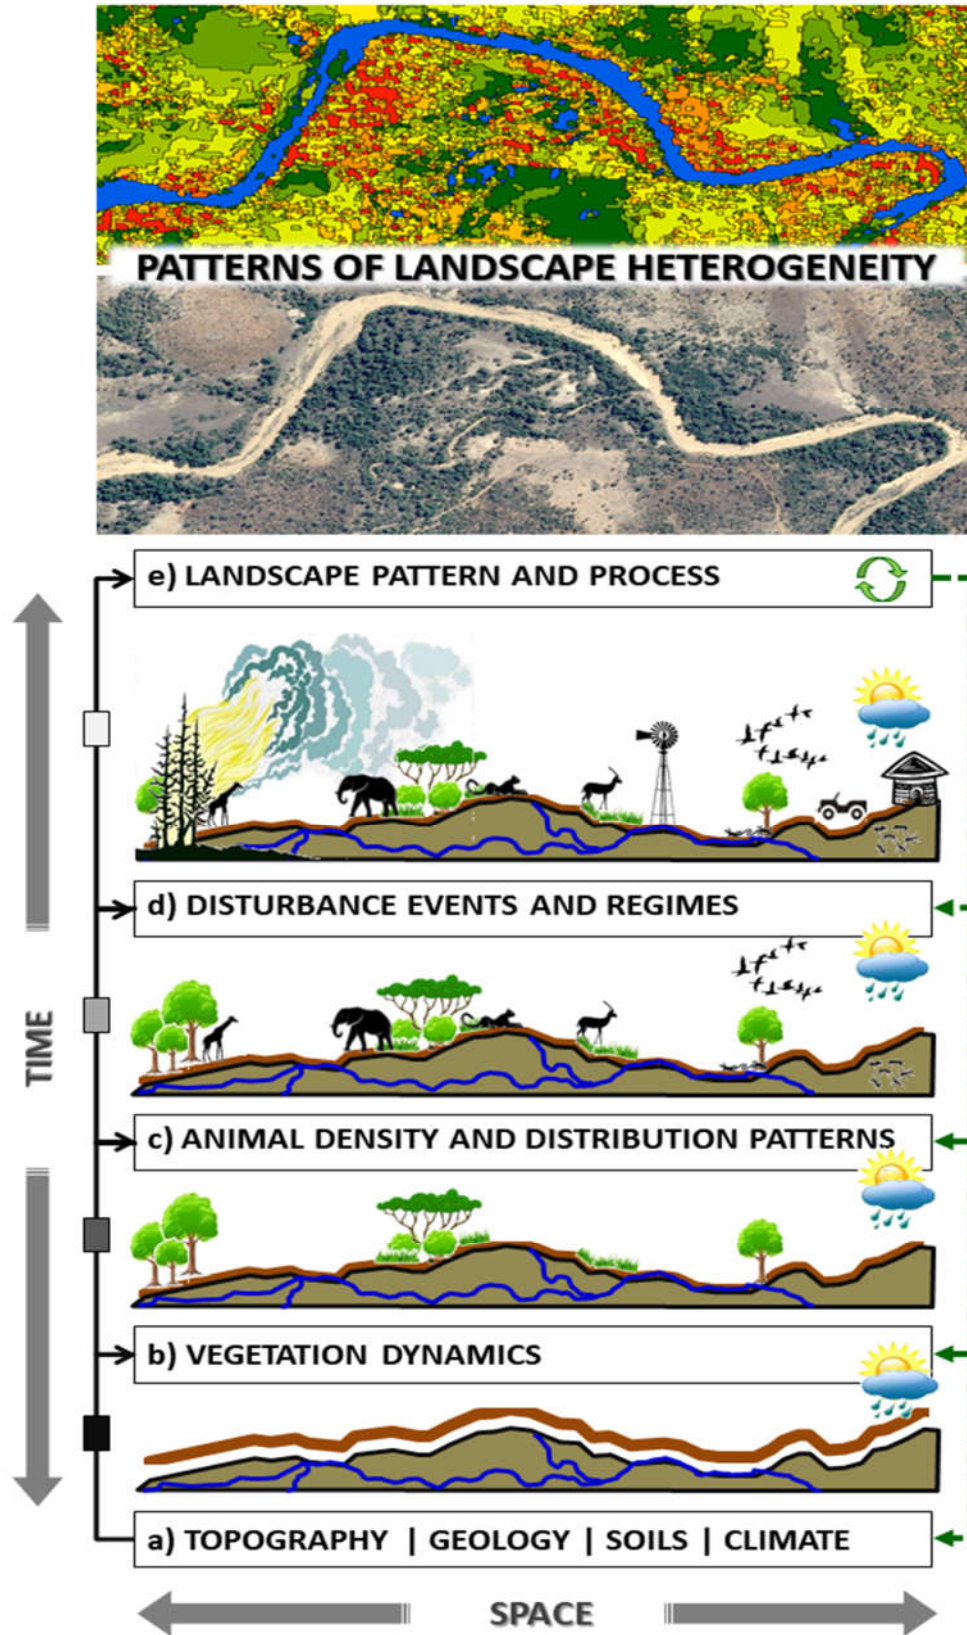 PATTERNS OF LANDSCAPE HETEROGENEITY
e) LANDSCAPE PATTERN AND PROCESS
d) DISTURBANCE EVENTS AND REGIMES
TIME
c) ANIMAL DENSITY AND DISTRIBUTION PATTERNS
b) VEGETATION DYNAMICS
a) TOPOGRAPHY | GEOLOGY | SOILS | CLIMATE
SPACE